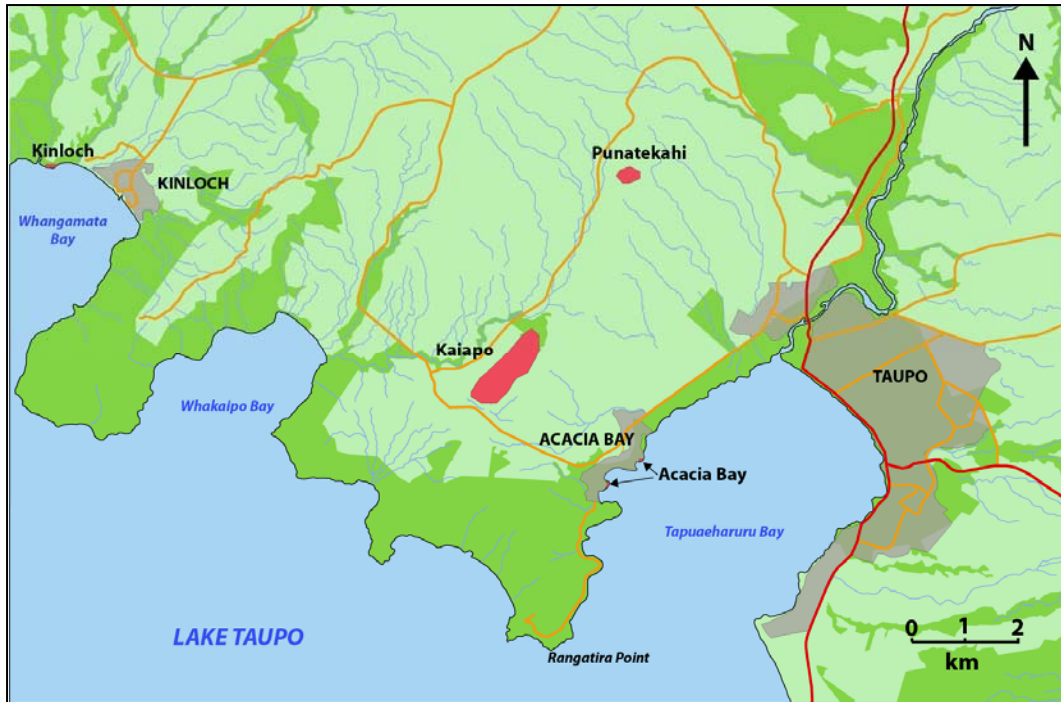 N
Kinloch
KINLOCH
Punatekahi
Whangamata
Bay
Kaiapo
TAUPO
Whakaipo Bay
ACACIA BAY
Acacia Bay
Tapuaeharuru Bay
LAKE TAUPO
0 1 2
km
Rangatira Point